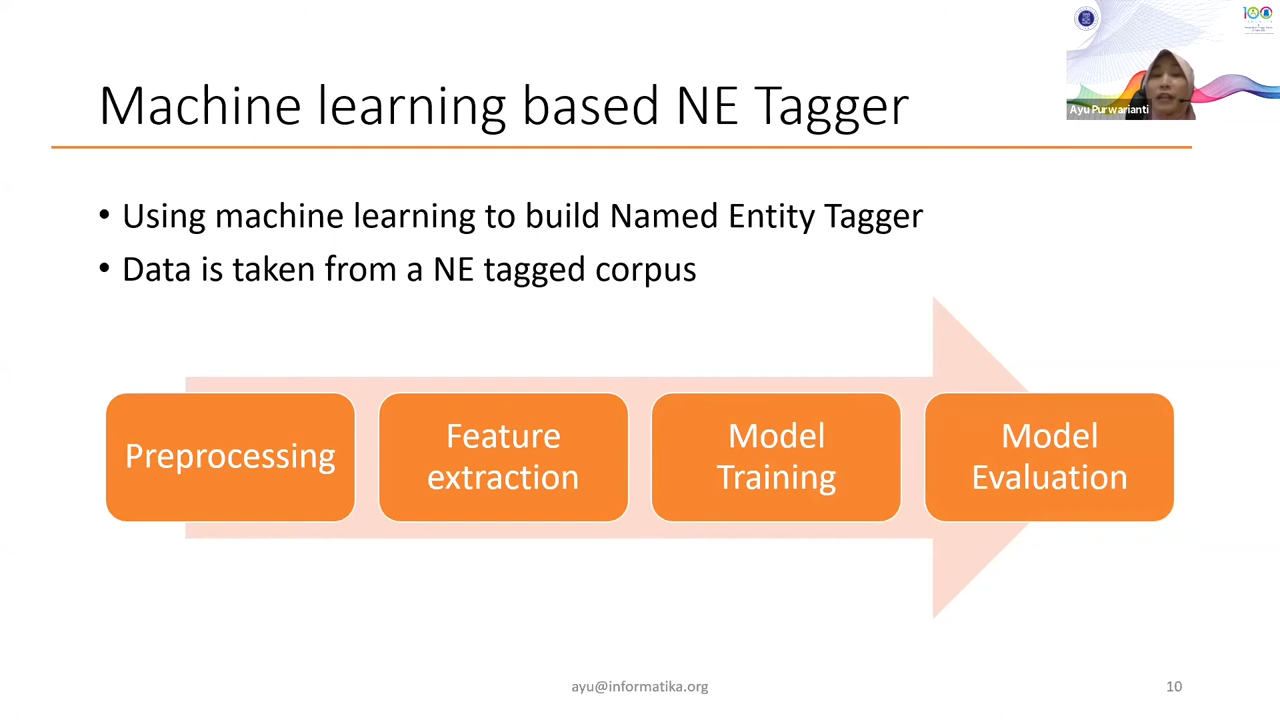 Machine learning based NE Tagger
Ayu Purwarianti
• Using machine learning to build Named Entity Tagger
• Data is taken from a NE tagged corpus
Preprocessing
Feature
extraction
Model
Training
Model
Evaluation
ayu@informatika.org
10
100